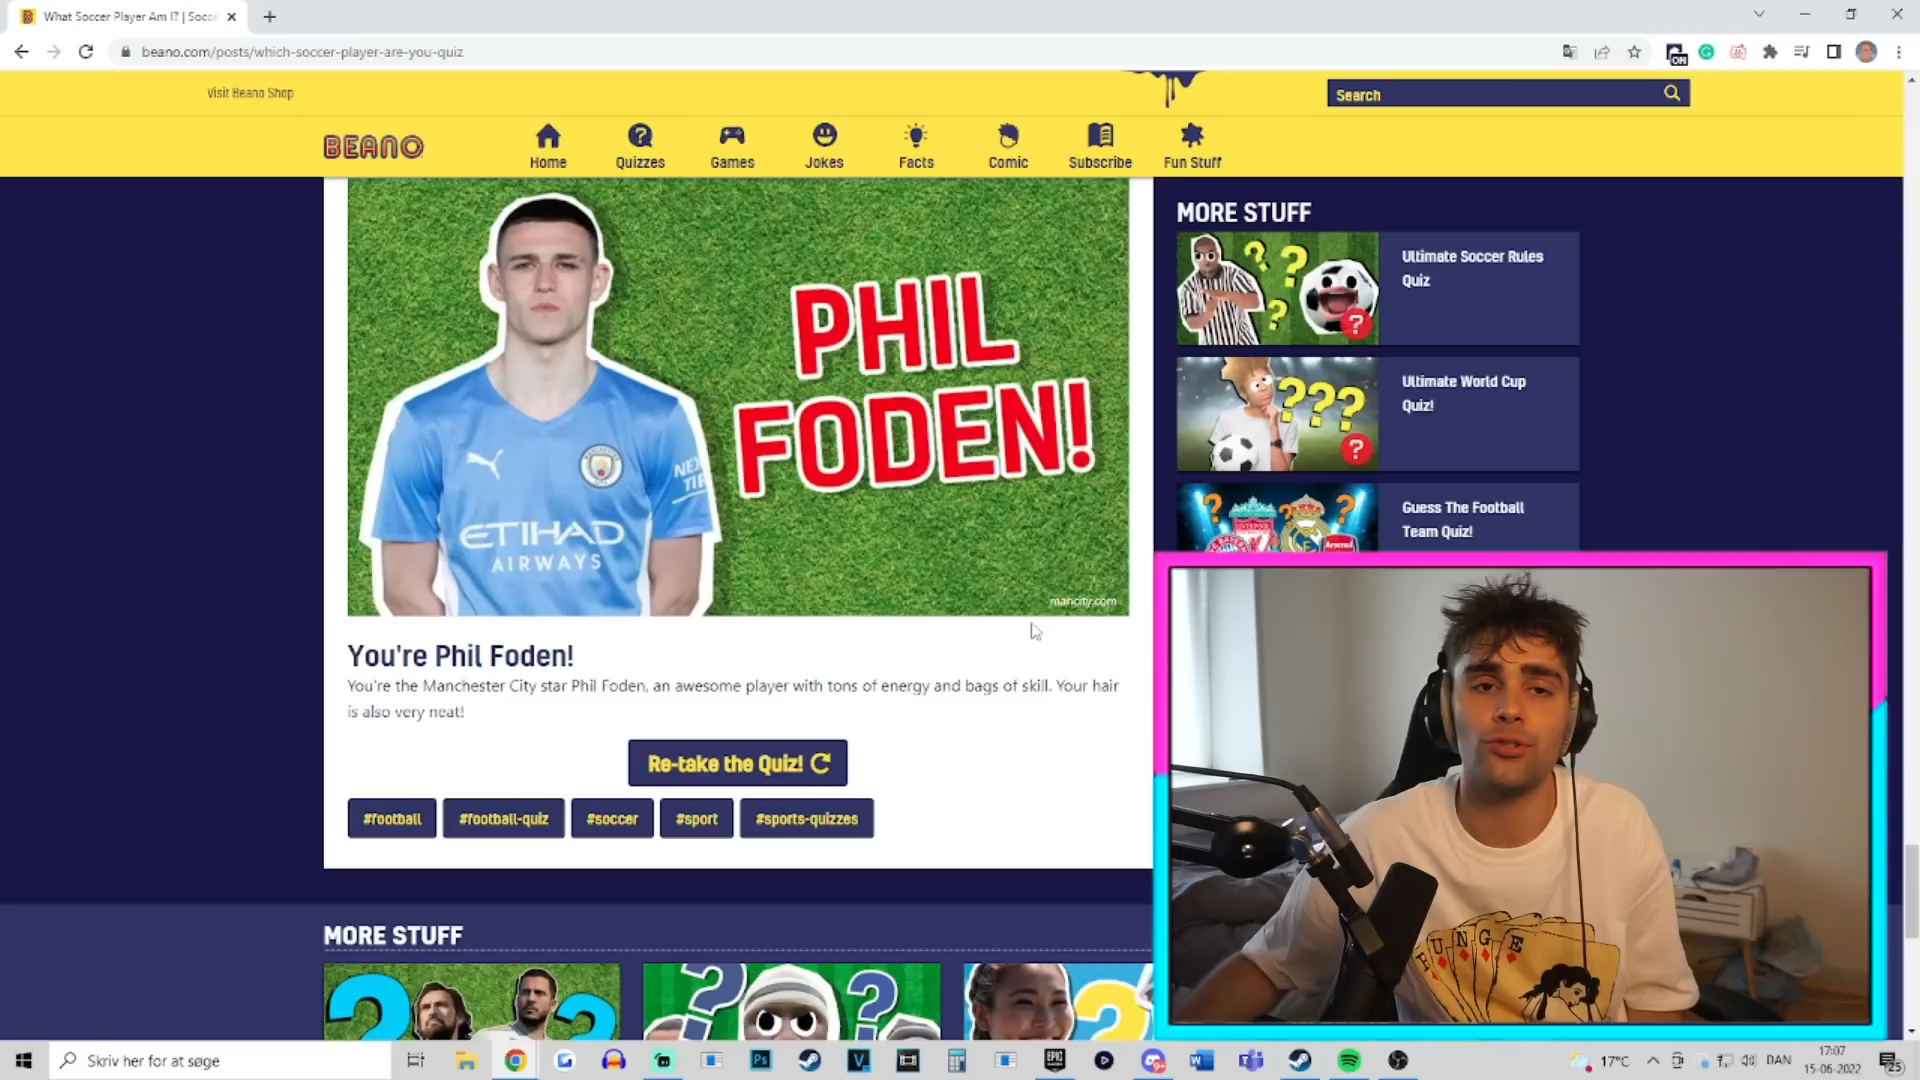 What Soccer Player Am I? | Socce
beano.com/posts/which-soccer-player-are-you-quiz
ON
Visit Beano Shop
Search
BEANO
Home
Quizzes
Games
Jokes
Facts
Comic
Subscribe
Fun Stuff
PHIL
FODEN!
ETIHAD
AIRWAYS
mancity.com
MORE STUFF
Ultimate Soccer Rules
Quiz
Ultimate World Cup
Quiz!
Guess The Football
Team Quiz!
You're Phil Foden!
You're the Manchester City star Phil Foden, an awesome player with tons of energy and bags of skill. Your hair
is also very neat!
Re-take the Quiz!
#football
#football-quiz
#soccer
#sport
#sports-quizzes
MORE STUFF
UNGE
Skriv her for at søge
Ps
17°C
DAN
17:07
15-06-2022
25